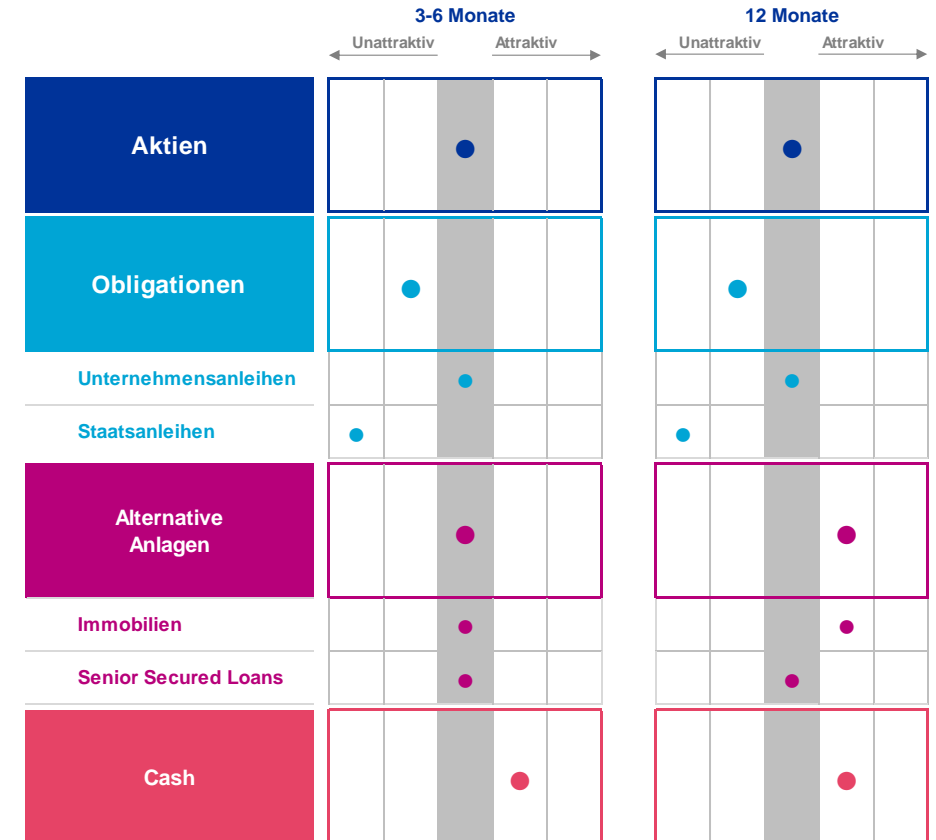 3-6 Monate
12 Monate
Unattraktiv
Attraktiv
Unattraktiv
Attraktiv
Aktien
Obligationen
Unternehmensanleihen
Staatsanleihen
Alternative
Anlagen
Immobilien
Senior Secured Loans
Cash